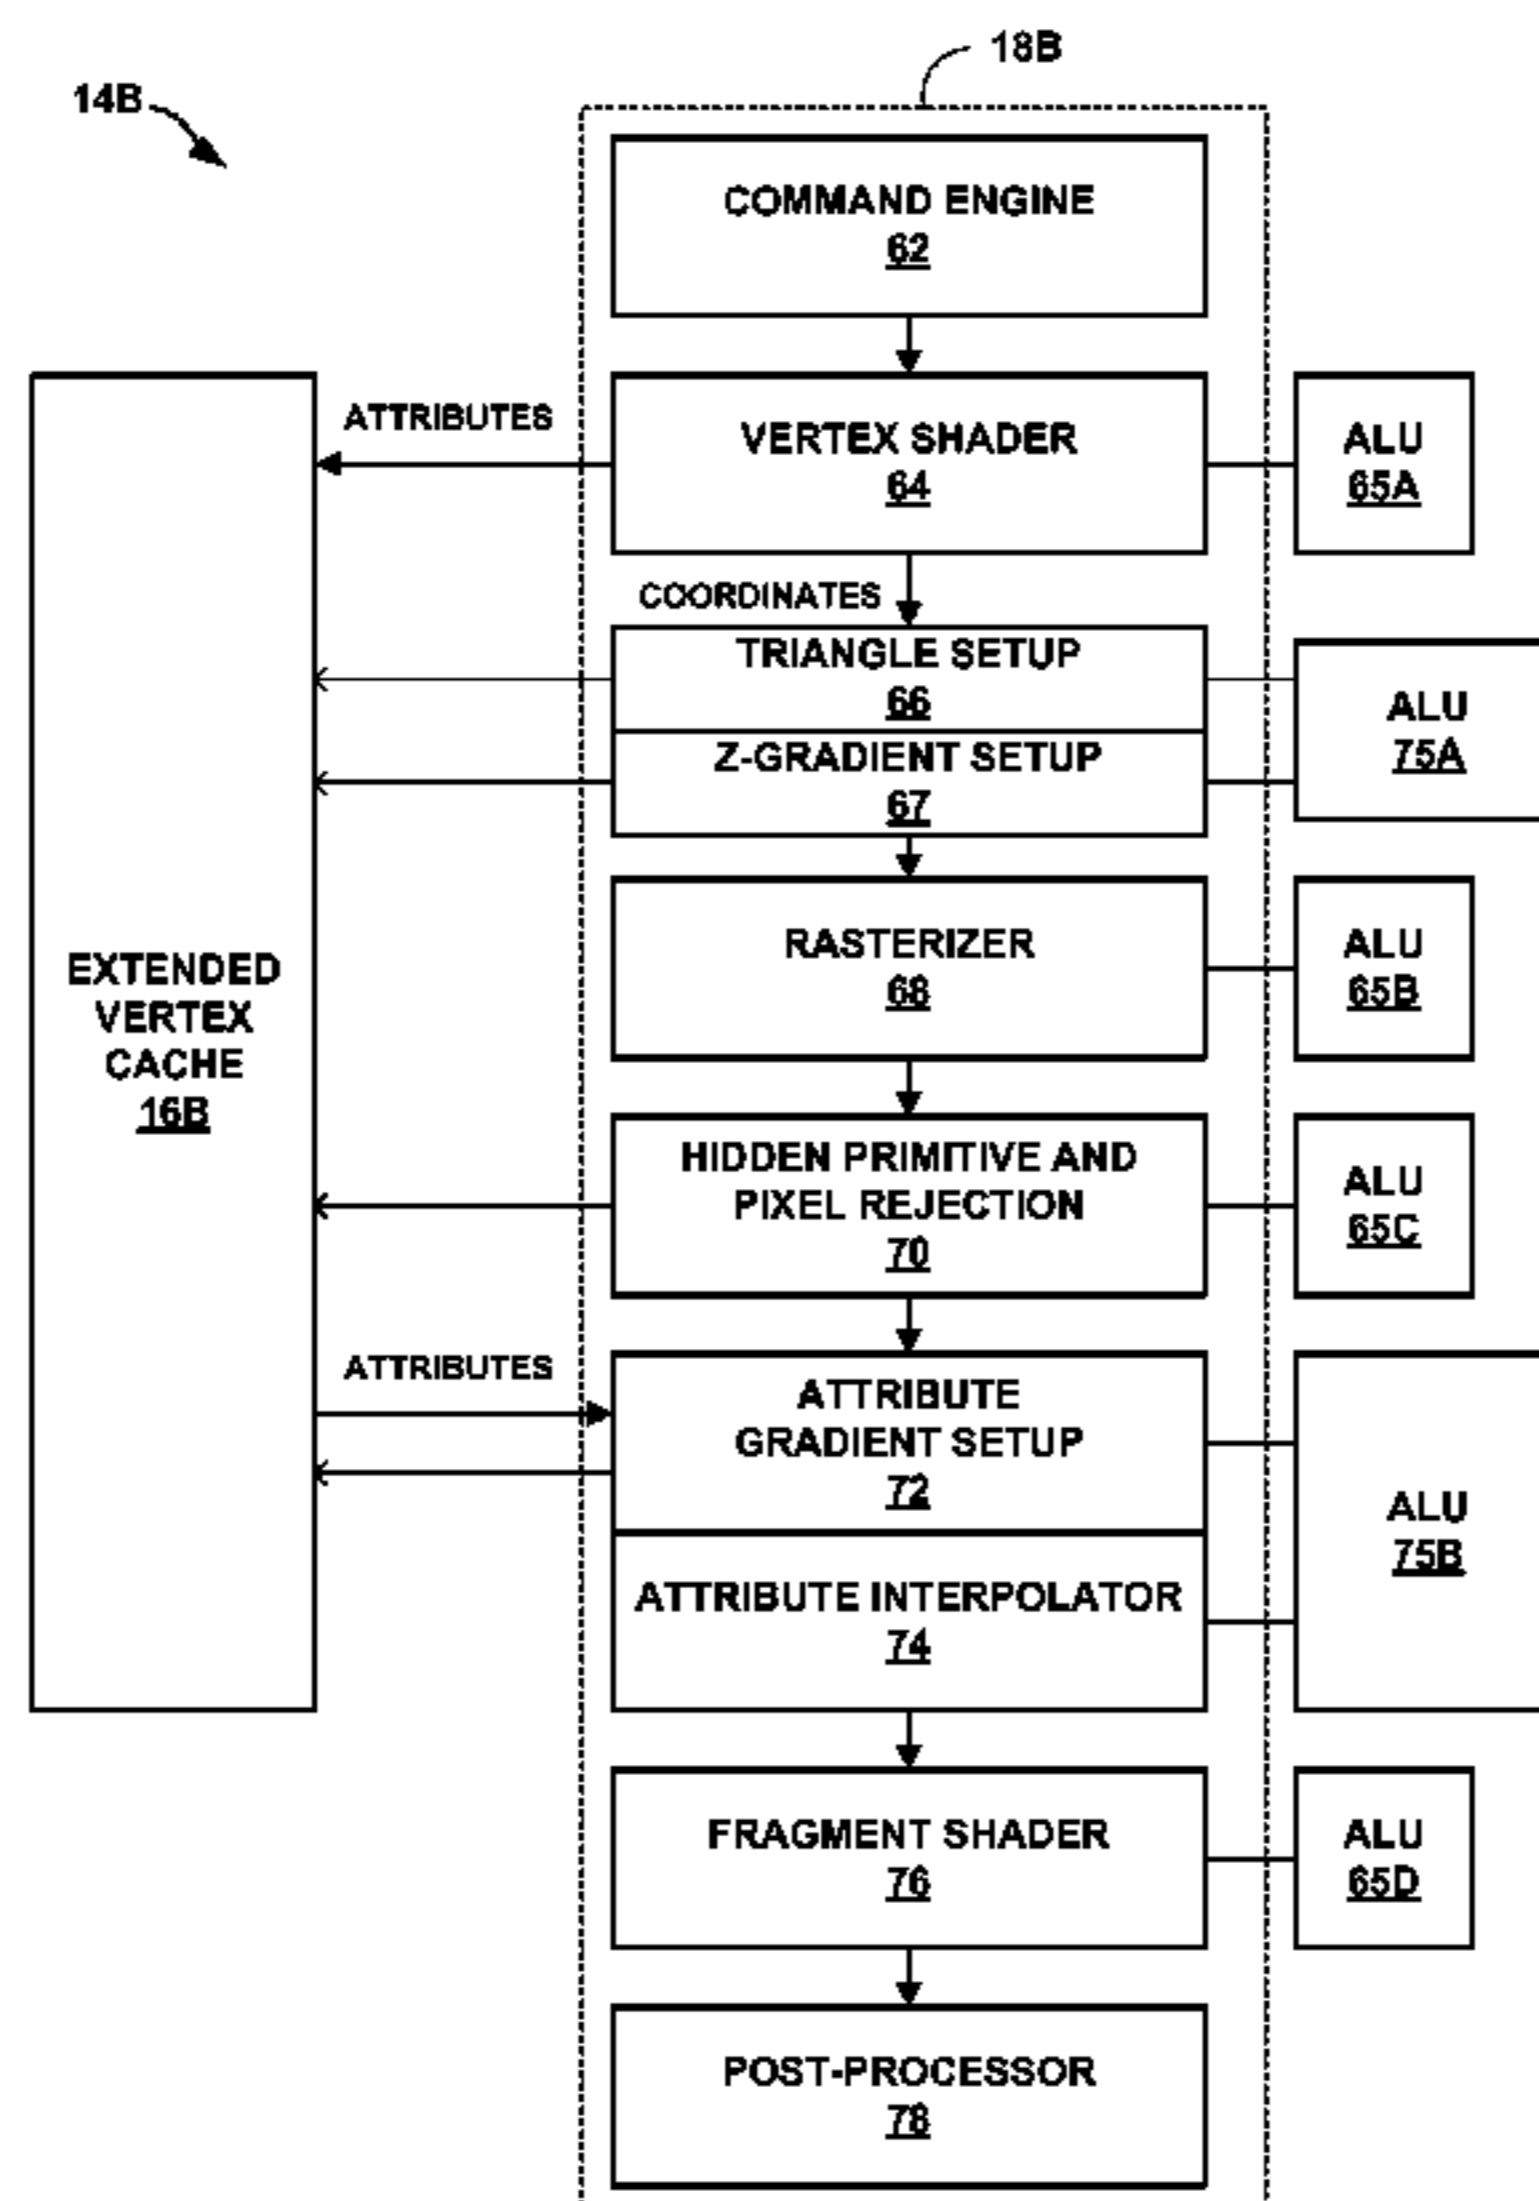 18B
14B
COMMAND ENGINE
62
ATTRIBUTES
VERTEX SHADER
64
ALU
65A
COORDINATES
TRIANGLE SETUP
66
Z-GRADIENT SETUP
67
ALU
75A
RASTERIZER
68
ALU
65B
EXTENDED
VERTEX
CACHE
16B
HIDDEN PRIMITIVE AND
PIXEL REJECTION
70
ALU
65C
ATTRIBUTES
ATTRIBUTE
GRADIENT SETUP
72
ALU
75B
ATTRIBUTE INTERPOLATOR
74
FRAGMENT SHADER
76
ALU
65D
POST-PROCESSOR
78